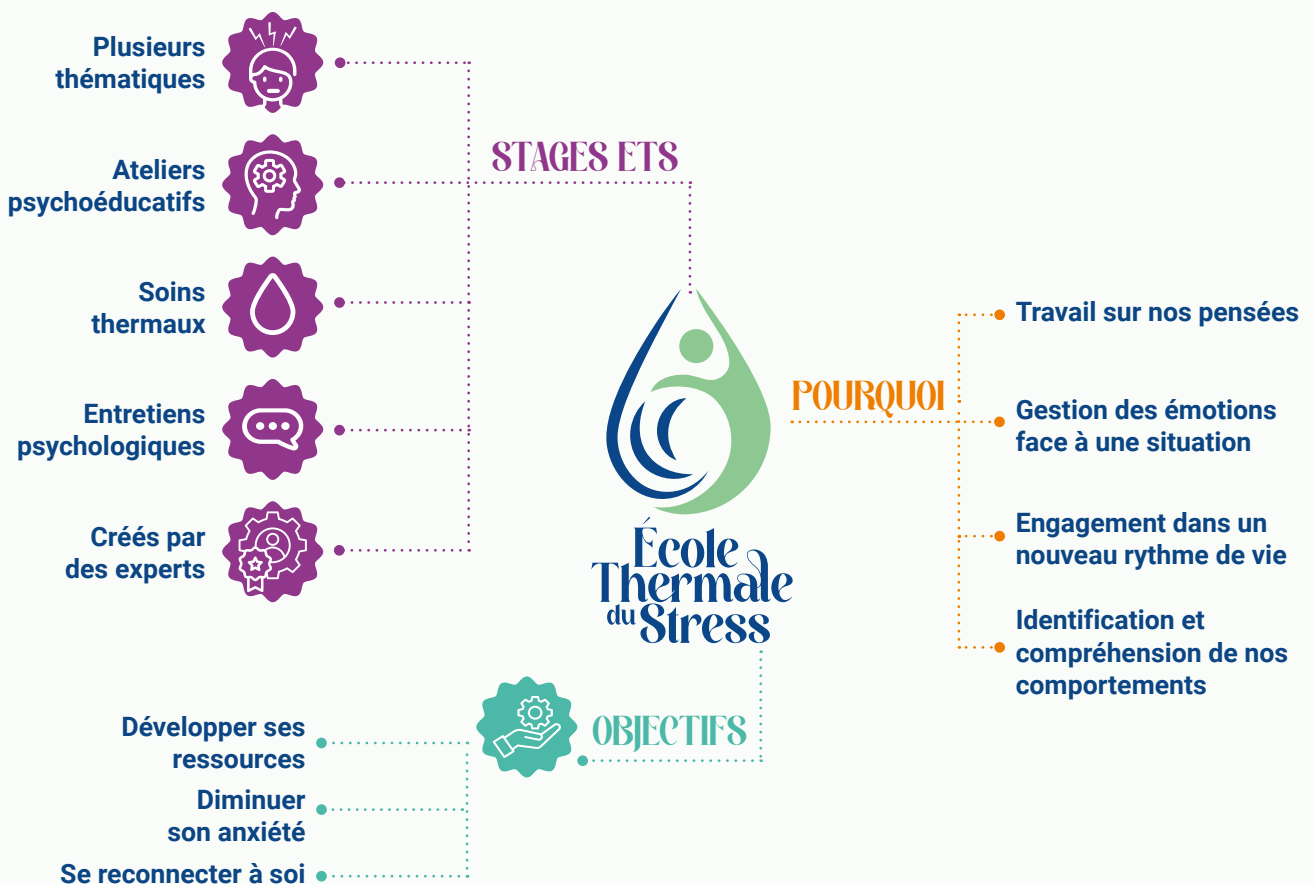 Plusieurs
thématiques
Ateliers
psychoéducatifs
Soins
thermaux
Entretiens
psychologiques
Créés par
des experts
STAGES ETS
École
Thermale
du Stress
POURQUOI
Travail sur nos pensées
Gestion des émotions
face à une situation
Engagement dans un
nouveau rythme de vie
Identification et
compréhension de nos
comportements
OBJECTIFS
Développer ses
ressources
Diminuer
son anxiété
Se reconnecter à soi